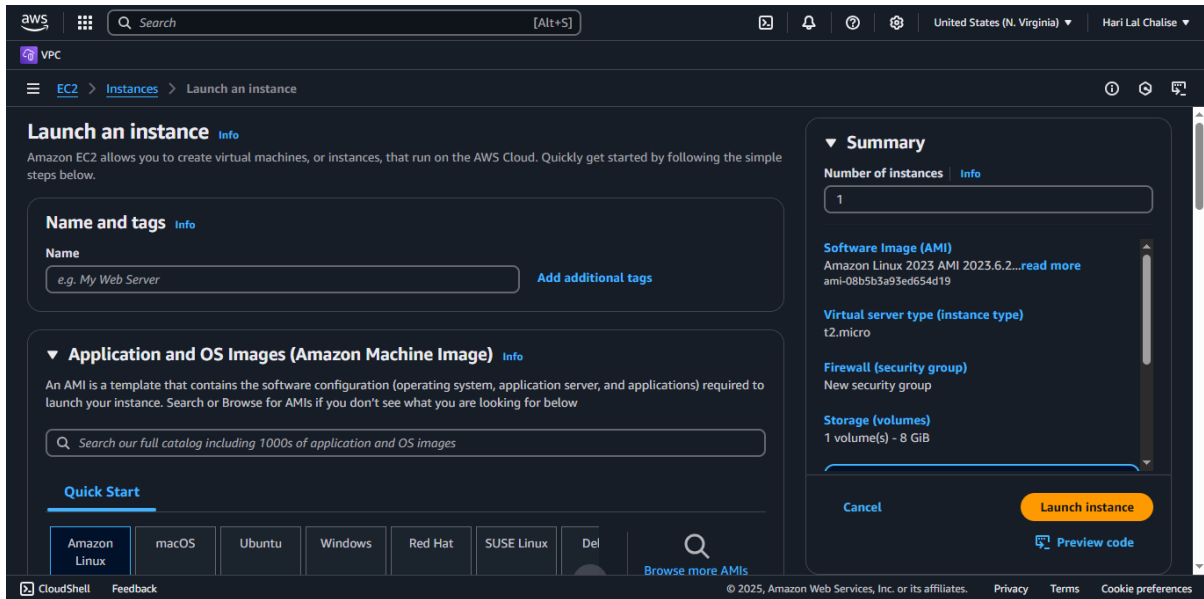 aws
Search [Alt+S]
United States (N. Virginia)
Hari Lal Chalise
VPC
EC2 > Instances > Launch an instance
Launch an instance Info
Amazon EC2 allows you to create virtual machines, or instances, that run on the AWS Cloud. Quickly get started by following the simple
steps below.
Name and tags Info
Name
e.g. My Web Server
Add additional tags
Application and OS Images (Amazon Machine Image) Info
An AMI is a template that contains the software configuration (operating system, application server, and applications) required to
launch your instance. Search or Browse for AMIs if you don't see what you are looking for below
Search our full catalog including 1000s of application and OS images
Quick Start
Amazon
Linux
macOS
Ubuntu
Windows
Red Hat
SUSE Linux
Browse more AMIs
Summary
Number of instances Info
1
Software Image (AMI)
Amazon Linux 2023 AMI 2023.6.2...read more
ami-08b5b3a93ed654d19
Virtual server type (instance type)
t2.micro
Firewall (security group)
New security group
Storage (volumes)
1 volume(s) - 8 GiB
Cancel
Launch instance
Preview code
CloudShell Feedback
© 2025, Amazon Web Services, Inc. or its affiliates. Privacy Terms Cookie preferences